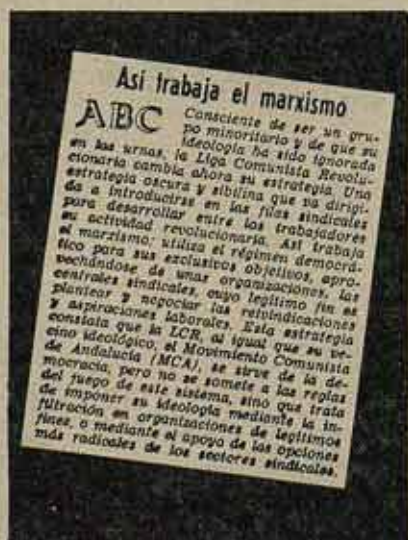 Así trabaja el marxismo
ABC Consciente de ser un gru-
po minoritario y de que su
ideología ha sido ignorada
en las urnas, la Liga Comunista Revolu-
cionaria cambia ahora su estrategia. Una
estrategia oscura y sibilina que va dirigi-
da a introducirse en las filas sindicales
para desarrollar entre los trabajadores
su actividad revolucionaria. Así trabaja
el marxismo: utiliza el régimen democrá-
tico para sus exclusivos objetivos, apro-
vechándose de unas organizaciones, las
centrales sindicales, cuyo legítimo fin es
plantear y negociar las reivindicaciones
y aspiraciones laborales. Esta estrategia
constata que la LCR, al igual que su ve-
cino ideológico, el Movimiento Comunista
de Andalucía (MCA), se sirve de la de-
mocracia, pero no se somete a las reglas
del juego de este sistema, sino que trata
de imponer su ideología mediante la in-
filtración en organizaciones de legítimos
fines, o mediante el apoyo de las opciones
más radicales de los sectores sindicales.